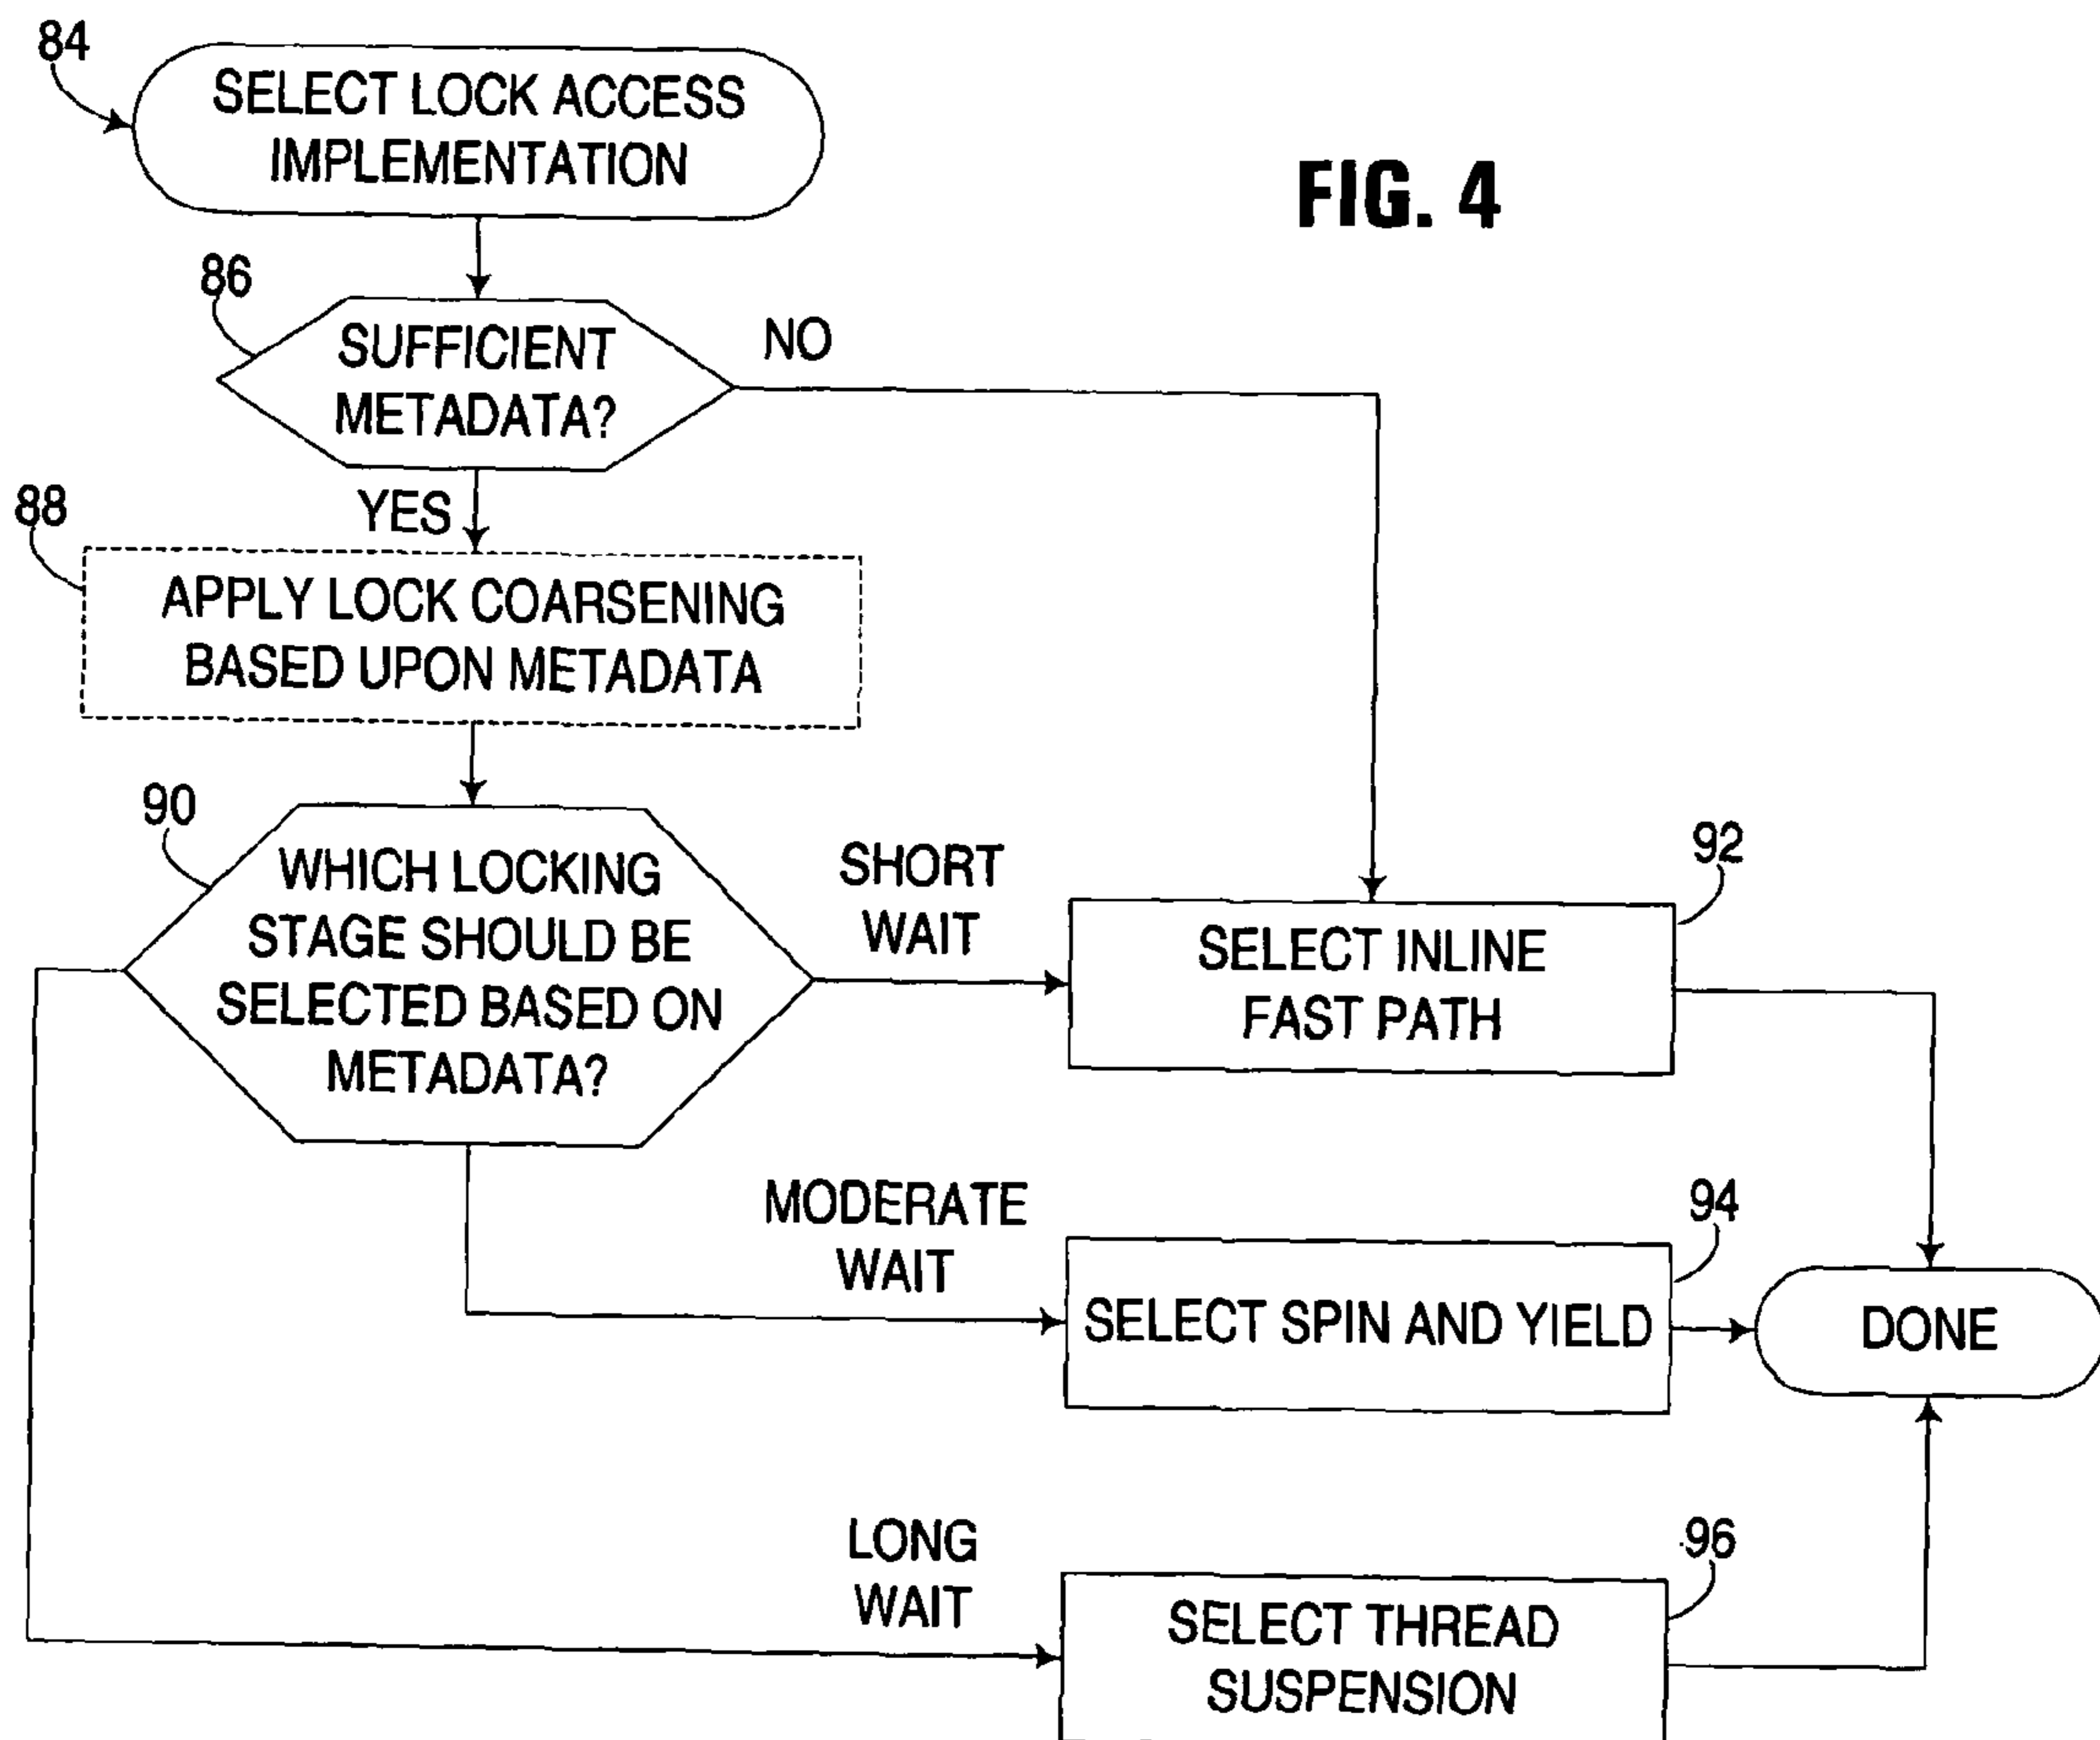 84
SELECT LOCK ACCESS
IMPLEMENTATION
FIG. 4
86
SUFFICIENT
METADATA?
NO
YES
88
APPLY LOCK COARSENING
BASED UPON METADATA
90
WHICH LOCKING
STAGE SHOULD BE
SELECTED BASED ON
METADATA?
SHORT
WAIT
92
SELECT INLINE
FAST PATH
MODERATE
WAIT
94
SELECT SPIN AND YIELD
DONE
LONG
WAIT
96
SELECT THREAD
SUSPENSION